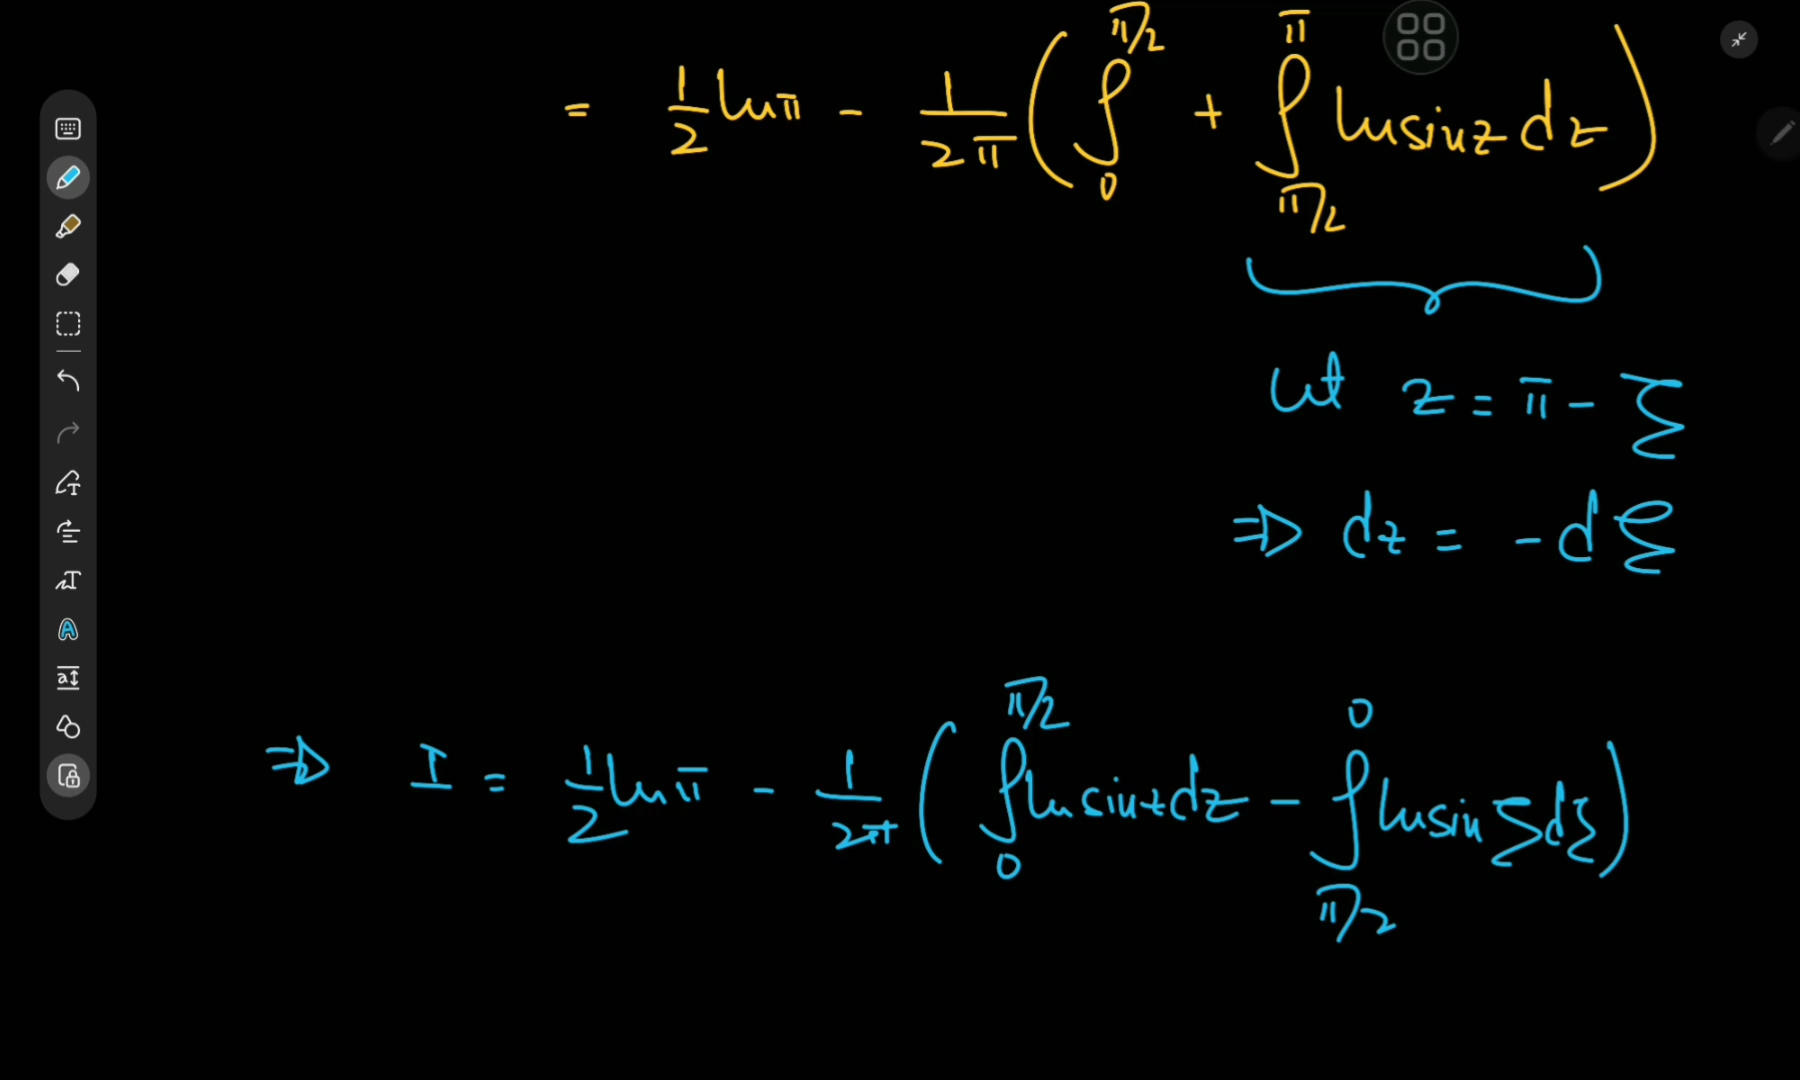 = 1/2 ln π - 1/2π ( ∫₀^{π/2} + ∫_{π/2}^{π} ln sin z dz )
let z = π - ξ
⇒ dz = - dξ
⇒ I = 1/2 ln π - 1/2π ( ∫₀^{π/2} ln sin z dz - ∫_{π/2}^{0} ln sin ξ dξ )